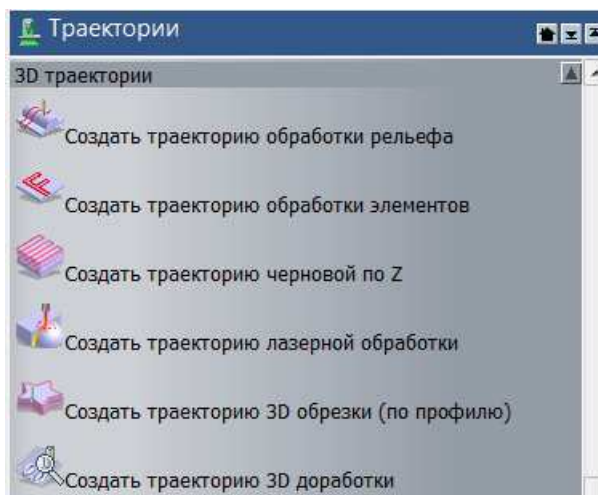 Траектории
3D траектории
Создать траекторию обработки рельефа
Создать траекторию обработки элементов
Создать траекторию черновой по Z
Создать траекторию лазерной обработки
Создать траекторию 3D обрезки (по профилю)
Создать траекторию 3D доработки